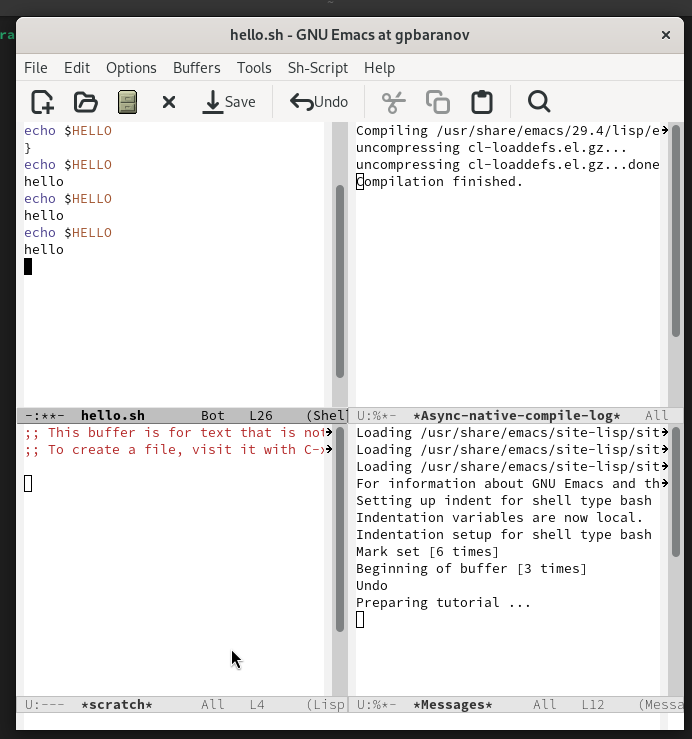 ra
hello.sh - GNU Emacs at gpbaranov
File Edit Options Buffers Tools Sh-Script Help
Save Undo
echo $HELLO
}
echo $HELLO
hello
echo $HELLO
hello
echo $HELLO
hello
-:**- hello.sh Bot L26 (Shel
Compiling /usr/share/emacs/29.4/lisp/e
uncompressing cl-loaddefs.el.gz...
uncompressing cl-loaddefs.el.gz...done
Compilation finished.
U:%*- *Async-native-compile-log* All
;; This buffer is for text that is not
;; To create a file, visit it with C-x
U:--- *scratch* All L4 (Lisp
Loading /usr/share/emacs/site-lisp/sit
Loading /usr/share/emacs/site-lisp/sit
Loading /usr/share/emacs/site-lisp/sit
For information about GNU Emacs and th
Setting up indent for shell type bash
Indentation variables are now local.
Indentation setup for shell type bash
Mark set [6 times]
Beginning of buffer [3 times]
Undo
Preparing tutorial ...
U:%*- *Messages* All L12 (Messa